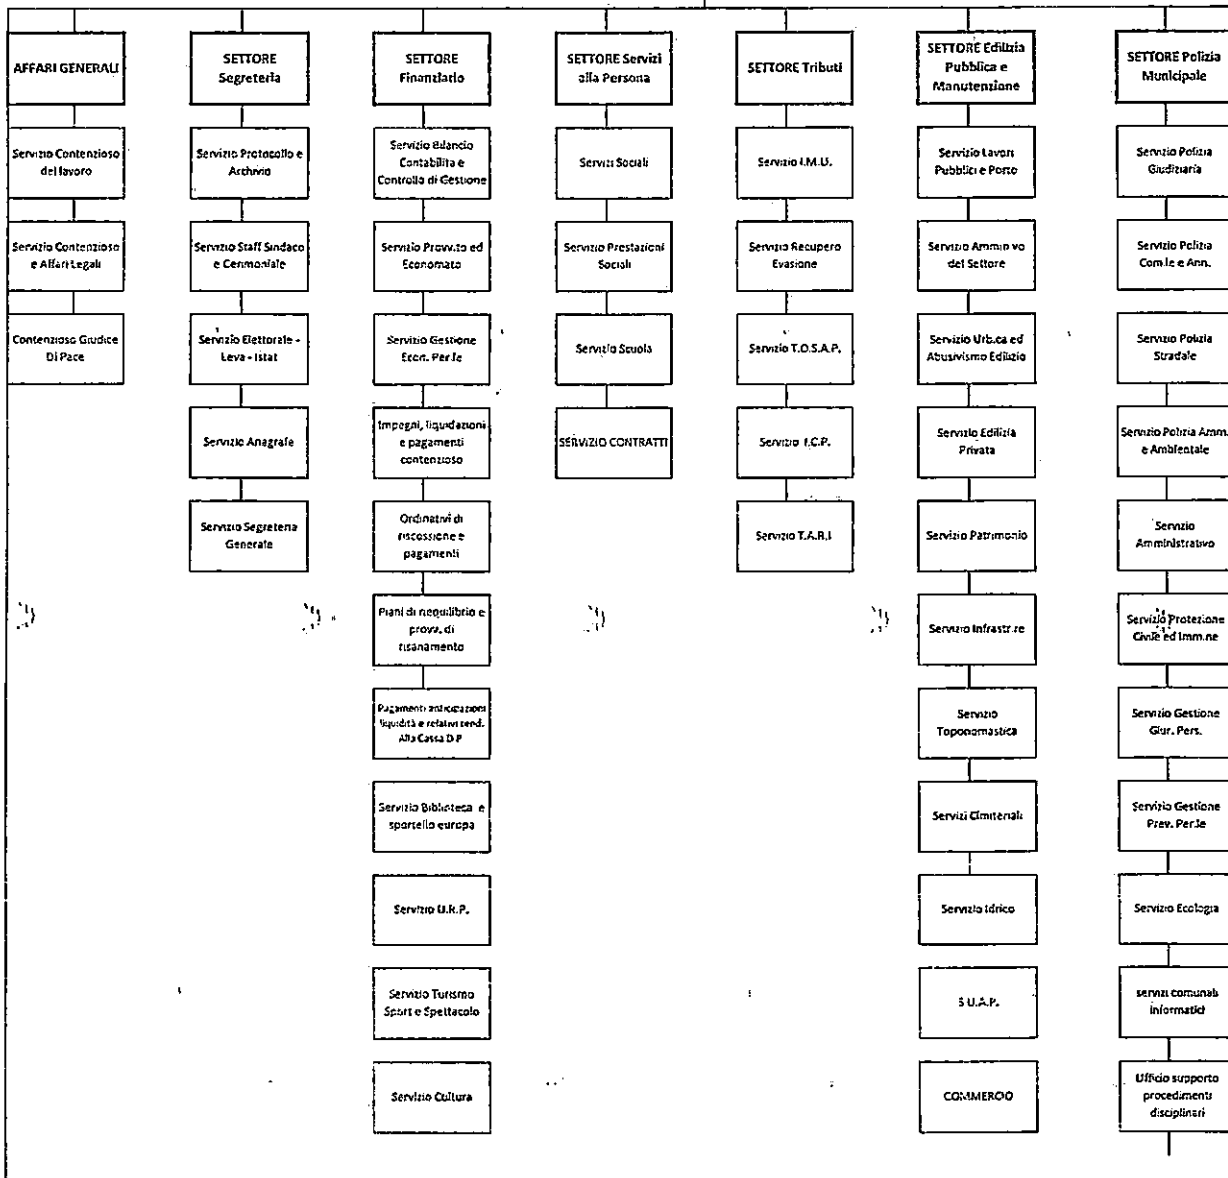 AFFARI GENERALI
Servizio Contenzioso
del lavoro
Servizio Contenzioso
e Affari Legali
Contenzioso Giudice
Di Pace
SETTORE
Segreteria
Servizio Protocollo e
Archivio
Servizio Staff Sindaco
e Cerimoniale
Servizio Elettorale -
Leva - Istat
Servizio Anagrafe
Servizio Segreteria
Generale
SETTORE
Finanziario
Servizio Bilancio
Contabilita e
Controllo di Gestione
Servizio Provv.to ed
Economato
Servizio Gestione
Econ. Per.le
Impegni, liquidazioni
e pagamenti
contenzioso
Ordinativi di
riscossione e
pagamenti
Piani di riequilibrio e
provv. di
risanamento
Pagamenti anticipazioni
liquidità e relativi rend.
Alla Cassa D.P
Servizio Biblioteca e
sportello europa
Servizio U.R.P.
Servizio Turismo
Sport e Spettacolo
Servizio Cultura
SETTORE Servizi
alla Persona
Servizi Sociali
Servizio Prestazioni
Sociali
Servizio Scuola
SERVIZIO CONTRATTI
SETTORE Tributi
Servizio I.M.U.
Servizio Recupero
Evasione
Servizio T.O.S.A.P.
Servizio I.C.P.
Servizio T.A.R.I
SETTORE Edilizia
Pubblica e
Manutenzione
Servizio Lavori
Pubblici e Porto
Servizio Ammin.vo
del Settore
Servizio Urb.ca ed
Abusivismo Edilizio
Servizio Edilizia
Privata
Servizio Patrimonio
Servizio Infrastr.re
Servizio
Toponomastica
Servizi Cimiteriali
Servizio Idrico
S.U.A.P.
COMMERCIO
SETTORE Polizia
Municipale
Servizio Polizia
Giudiziaria
Servizio Polizia
Com.le e Ann.
Servizio Polizia
Stradale
Servizio Polizia Amm.
e Ambientale
Servizio
Amministrativo
Servizio Protezione
Civile ed Imm.ne
Servizio Gestione
Giur. Pers.
Servizio Gestione
Prev. Per.le
Servizio Ecologia
servizi comunali
informatici
Ufficio supporto
procedimenti
disciplinari